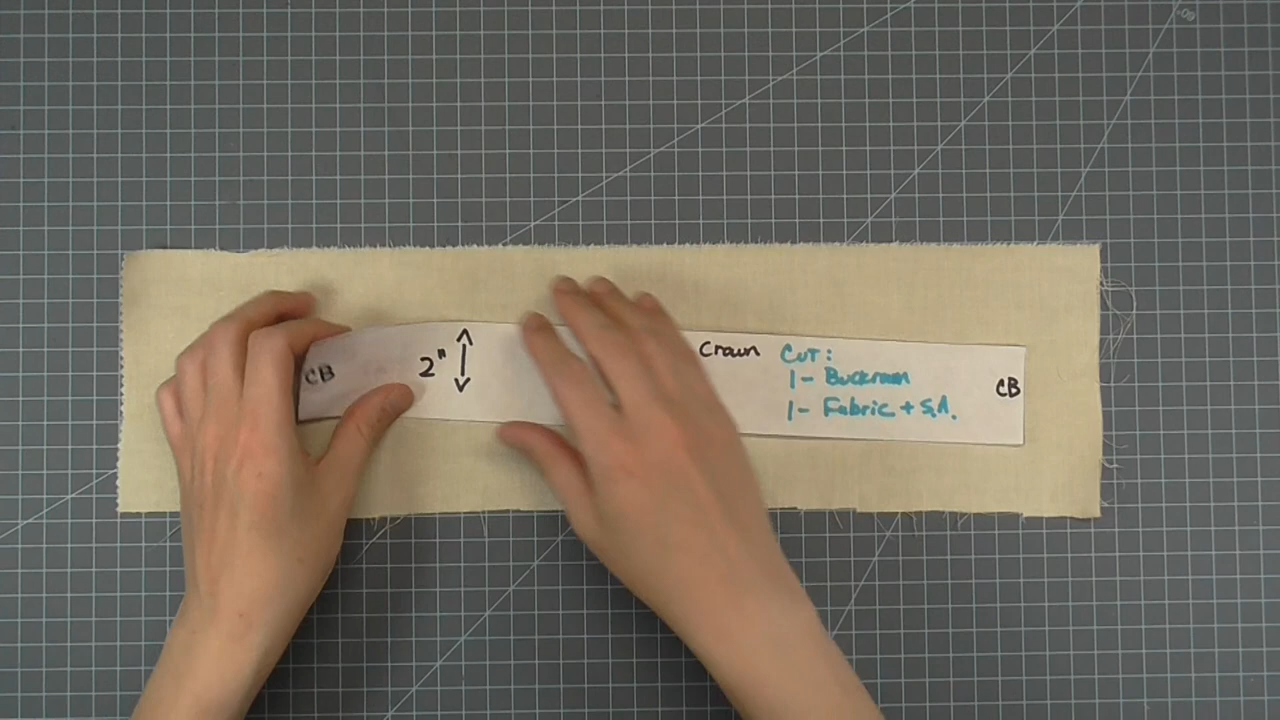 CB
2"
Crown
CUT:
1- Buckram
1- Fabric + S.A.
CB